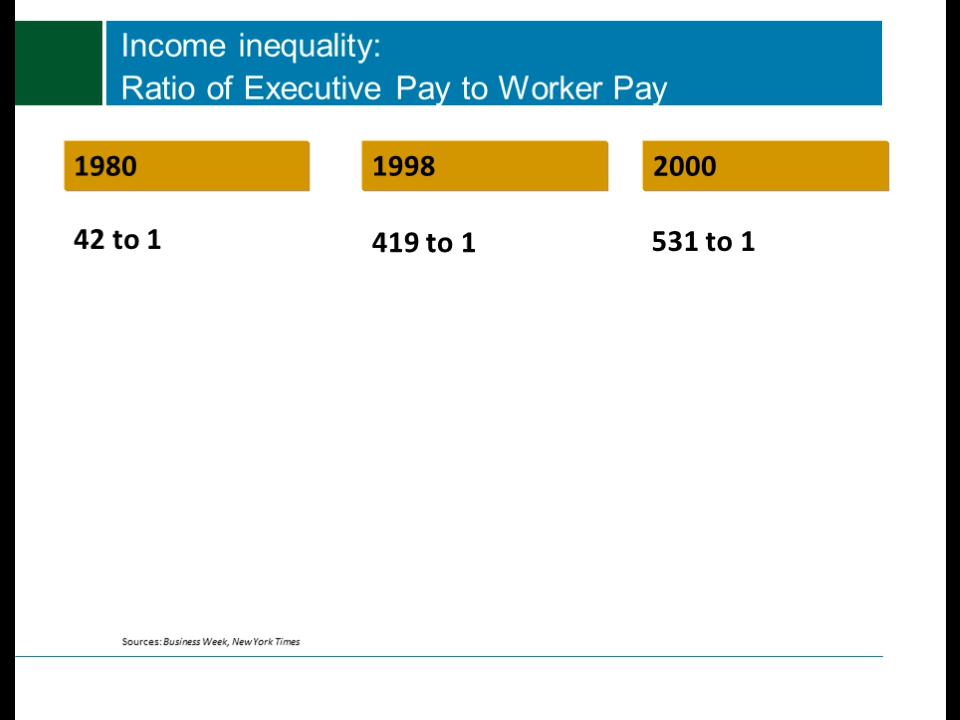 Income inequality:
Ratio of Executive Pay to Worker Pay
1980
1998
2000
42 to 1
419 to 1
531 to 1
Sources: Business Week, New York Times